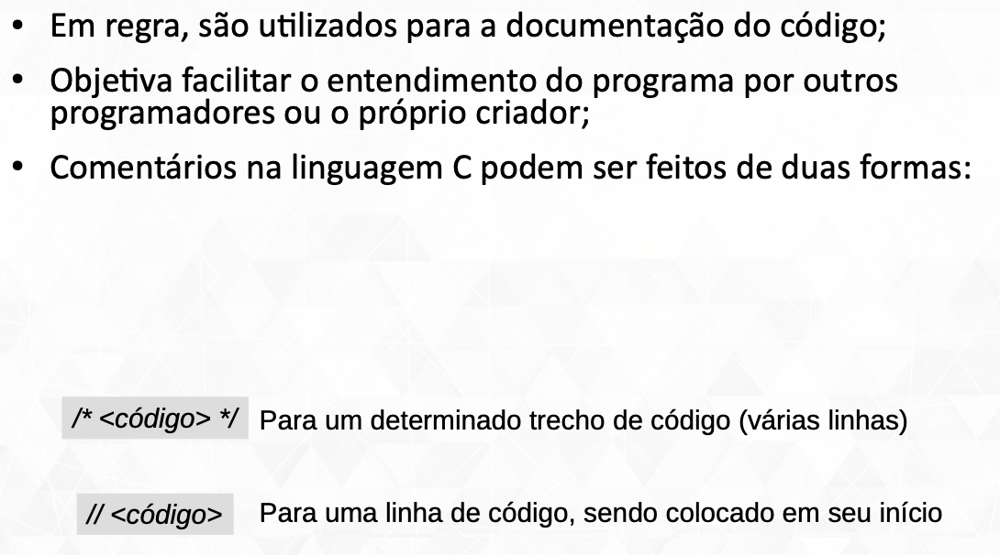 • Em regra, são utilizados para a documentação do código;
• Objetiva facilitar o entendimento do programa por outros
programadores ou o próprio criador;
• Comentários na linguagem C podem ser feitos de duas formas:
/* <código> */ Para um determinado trecho de código (várias linhas)
// <código> Para uma linha de código, sendo colocado em seu início